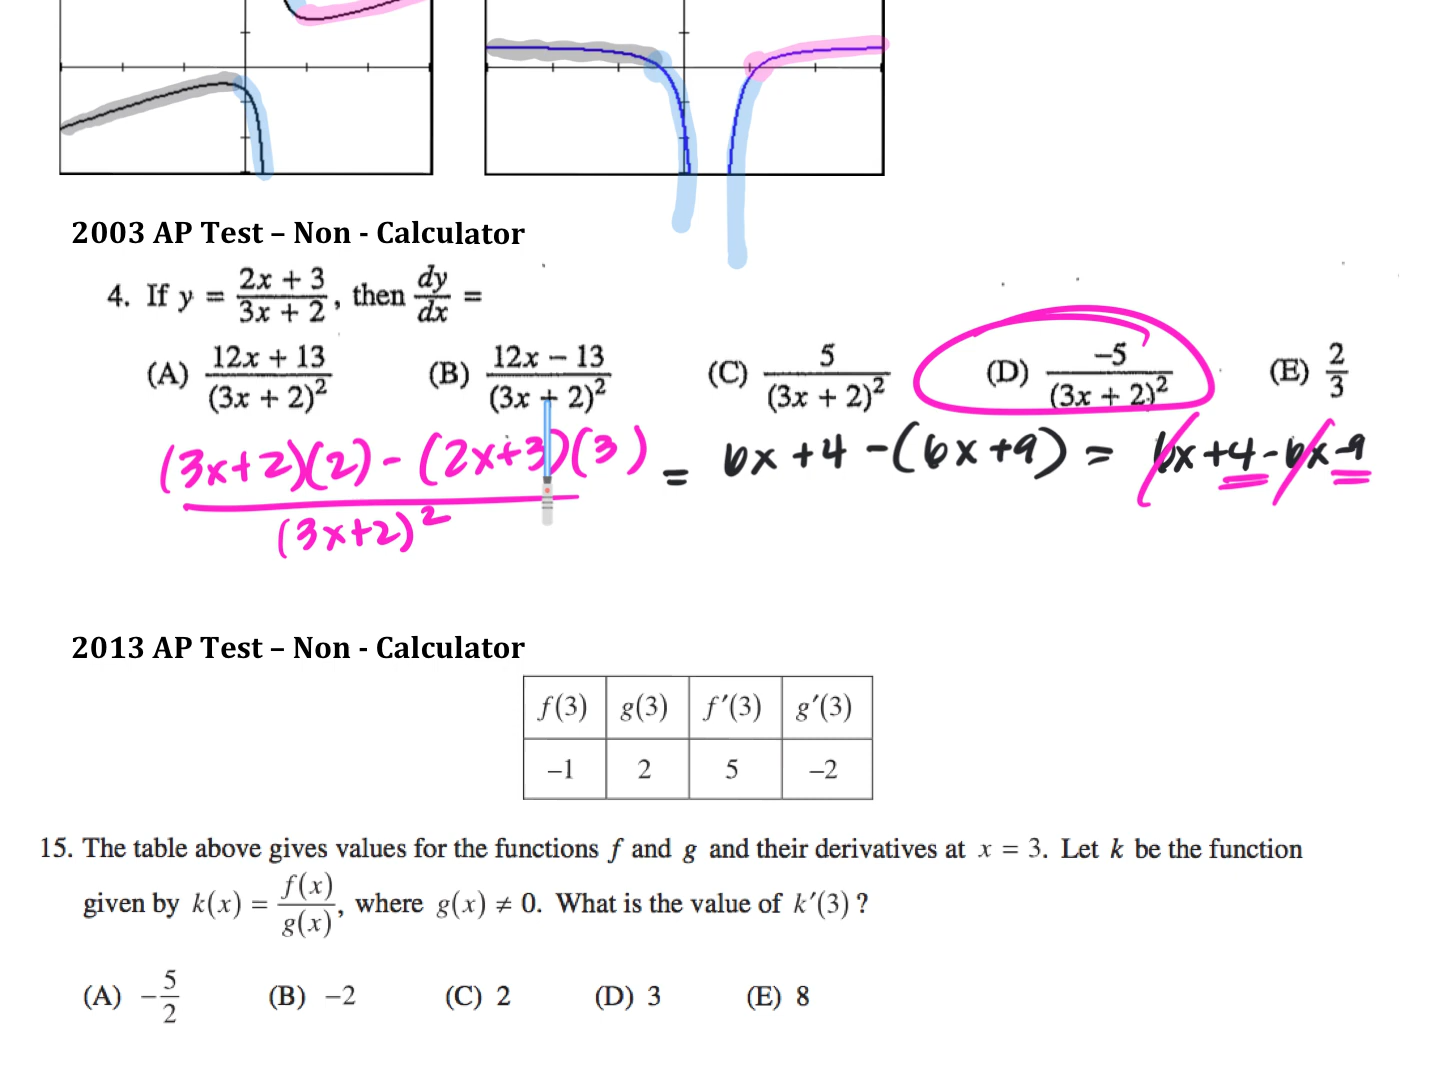 2003 AP Test – Non - Calculator
4. If y = (2x + 3)/(3x + 2), then dy/dx =
(A) (12x + 13)/(3x + 2)² (B) (12x – 13)/(3x + 2)² (C) 5/(3x + 2)² (D) –5/(3x + 2)² (E) 2/3
(3x+2)(2) - (2x+3)(3) = 6x + 4 - (6x + 9) = 6x + 4 - 6x - 9
(3x+2)²
2013 AP Test – Non - Calculator
f(3) g(3) f′(3) g′(3)
–1 2 5 –2
15. The table above gives values for the functions f and g and their derivatives at x = 3. Let k be the function
given by k(x) = f(x)/g(x), where g(x) ≠ 0. What is the value of k′(3) ?
(A) –5/2 (B) –2 (C) 2 (D) 3 (E) 8